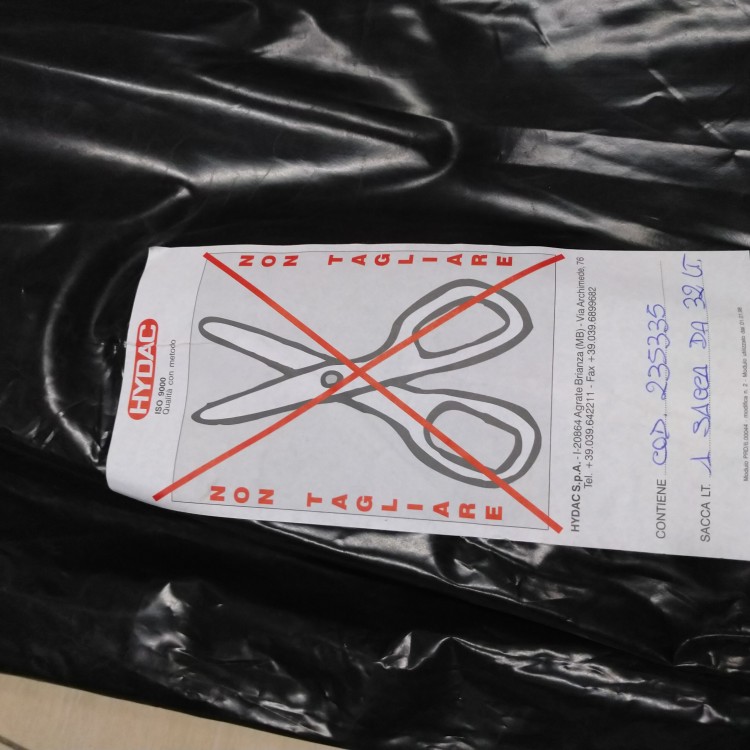 HYDAC
ISO 9000
Qualità con metodo
NON TAGLIARE
NON TAGLIARE
HYDAC S.p.A. - I-20864 Agrate Brianza (MB) - Via Archimede, 76
Tel. +39.039.642211 - Fax +39.039.6899682
CONTIENE COD. 235335
SACCA LT. 1 SACCA DA 32 LT.